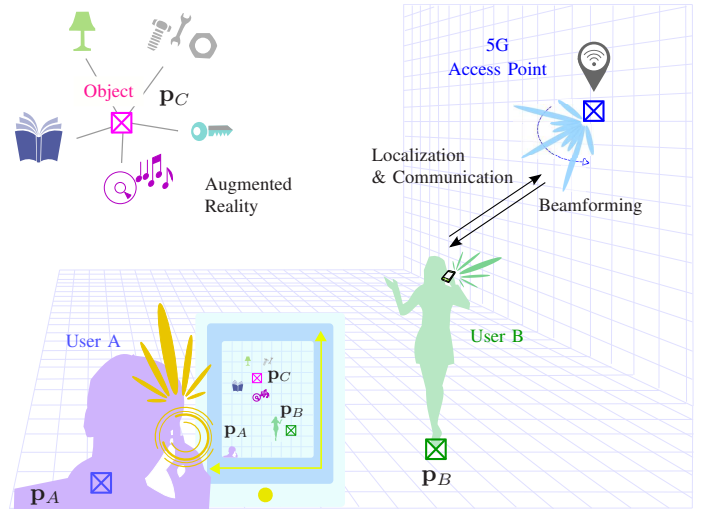 5G
Access Point
Object
𝐩_C
Localization
& Communication
Augmented
Reality
Beamforming
User A
User B
𝐩_C
𝐩_B
𝐩_A
𝐩_B
𝐩_A